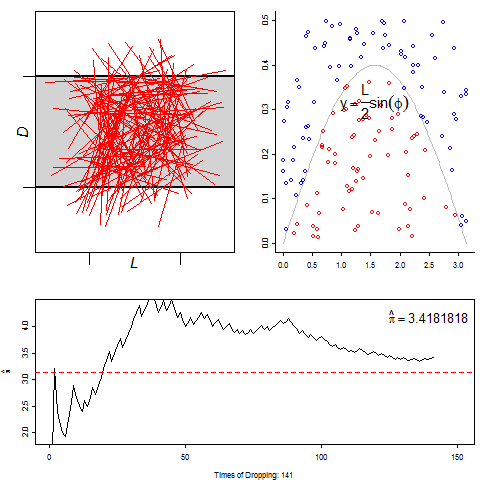 D
L
0.5
0.4
0.3
0.2
0.1
0.0
y = L/2 sin(ϕ)
0.0 0.5 1.0 1.5 2.0 2.5 3.0
π̂ = 3.4181818
4.0
3.5
3.0
2.5
2.0
π̂
0 50 100 150
Times of Dropping: 141